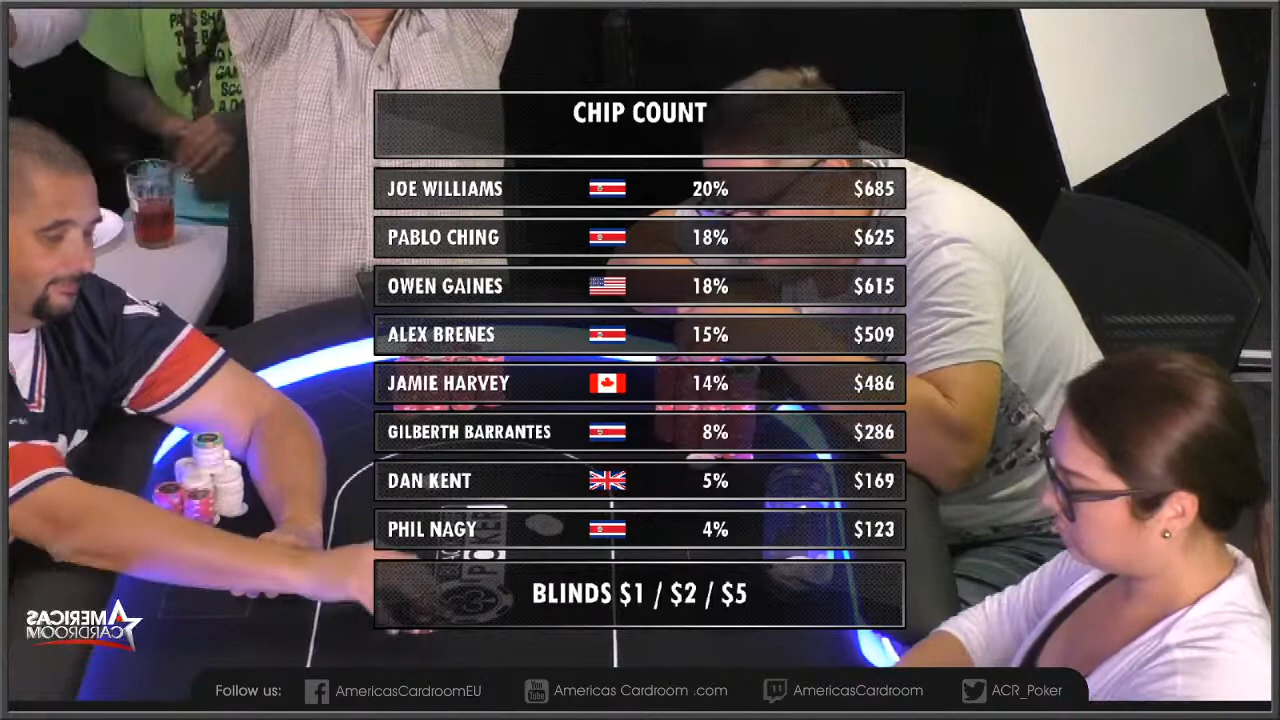 CHIP COUNT
JOE WILLIAMS 20% $685
PABLO CHING 18% $625
OWEN GAINES 18% $615
ALEX BRENES 15% $509
JAMIE HARVEY 14% $486
GILBERTH BARRANTES 8% $286
DAN KENT 5% $169
PHIL NAGY 4% $123
BLINDS $1 / $2 / $5
AMERICAS
CARDROOM
Follow us: AmericasCardroomEU You Tube Americas Cardroom .com AmericasCardroom ACR_Poker